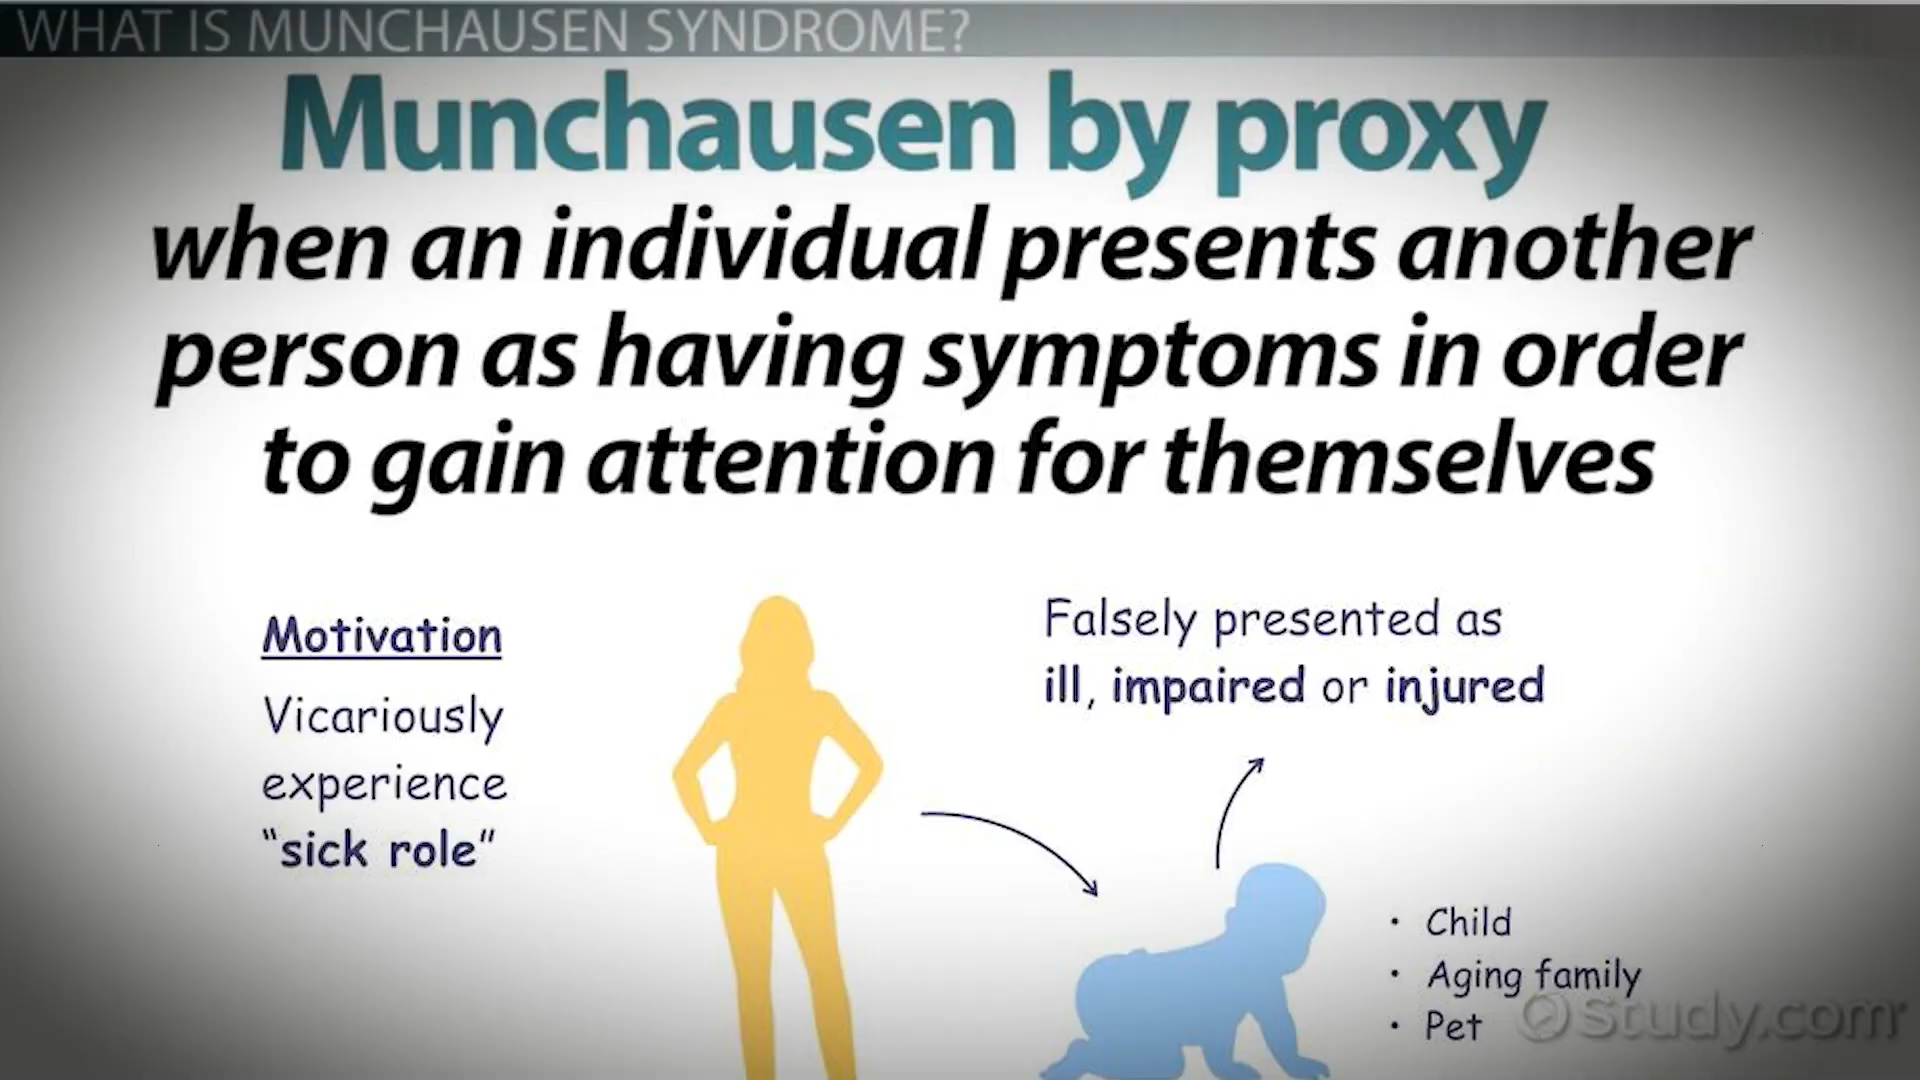 WHAT IS MUNCHAUSEN SYNDROME?
Munchausen by proxy
when an individual presents another
person as having symptoms in order
to gain attention for themselves
Motivation
Vicariously
experience
“sick role”
Falsely presented as
ill, impaired or injured
• Child
• Aging family
• Pet
Study.com